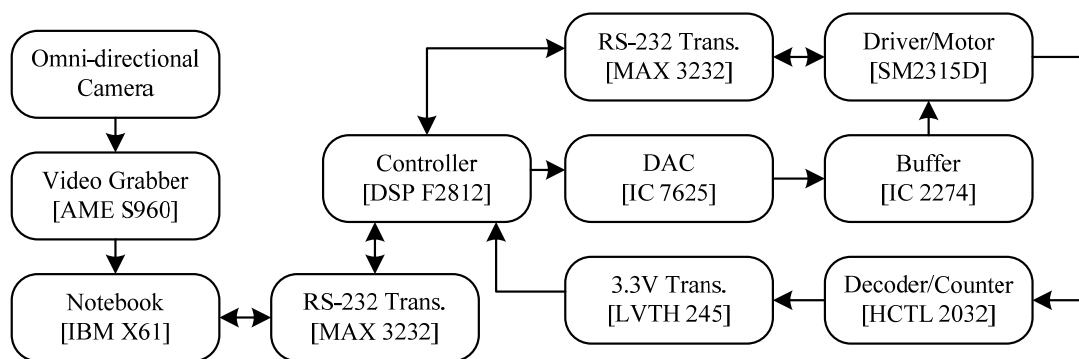 Omni-directional
Camera
Video Grabber
[AME S960]
Notebook
[IBM X61]
RS-232 Trans.
[MAX 3232]
Controller
[DSP F2812]
RS-232 Trans.
[MAX 3232]
Driver/Motor
[SM2315D]
DAC
[IC 7625]
Buffer
[IC 2274]
3.3V Trans.
[LVTH 245]
Decoder/Counter
[HCTL 2032]